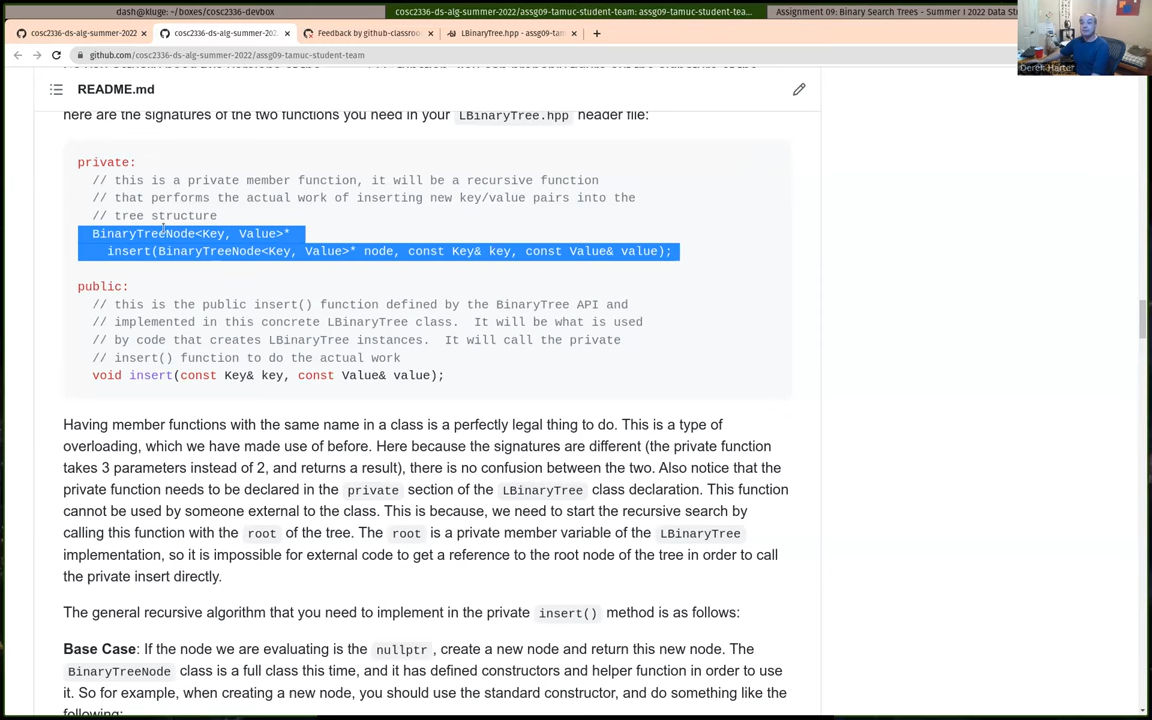 dash@kluge: ~/boxes/cosc2336-devbox
cosc2336-ds-alg-summer-2022/assg09-tamuc-student-team: assg09-tamuc-student-tea...
Assignment 09: Binary Search Trees - Summer I 2022 Data St
cosc2336-ds-alg-summer-2022
cosc2336-ds-alg-summer-202
Feedback by github-classroo
LBinaryTree.hpp - assg09-tam
github.com/cosc2336-ds-alg-summer-2022/assg09-tamuc-student-team
Derek Harter
README.md
here are the signatures of the two functions you need in your LBinaryTree.hpp header file:
private:
// this is a private member function, it will be a recursive function
// that performs the actual work of inserting new key/value pairs into the
// tree structure
BinaryTreeNode<Key, Value>*
insert(BinaryTreeNode<Key, Value>* node, const Key& key, const Value& value);
public:
// this is the public insert() function defined by the BinaryTree API and
// implemented in this concrete LBinaryTree class.  It will be what is used
// by code that creates LBinaryTree instances.  It will call the private
// insert() function to do the actual work
void insert(const Key& key, const Value& value);
Having member functions with the same name in a class is a perfectly legal thing to do. This is a type of
overloading, which we have made use of before. Here because the signatures are different (the private function
takes 3 parameters instead of 2, and returns a result), there is no confusion between the two. Also notice that the
private function needs to be declared in the private section of the LBinaryTree class declaration. This function
cannot be used by someone external to the class. This is because, we need to start the recursive search by
calling this function with the root of the tree. The root is a private member variable of the LBinaryTree
implementation, so it is impossible for external code to get a reference to the root node of the tree in order to call
the private insert directly.
The general recursive algorithm that you need to implement in the private insert() method is as follows:
Base Case: If the node we are evaluating is the nullptr, create a new node and return this new node. The
BinaryTreeNode class is a full class this time, and it has defined constructors and helper function in order to use
it. So for example, when creating a new node, you should use the standard constructor, and do something like the
following: